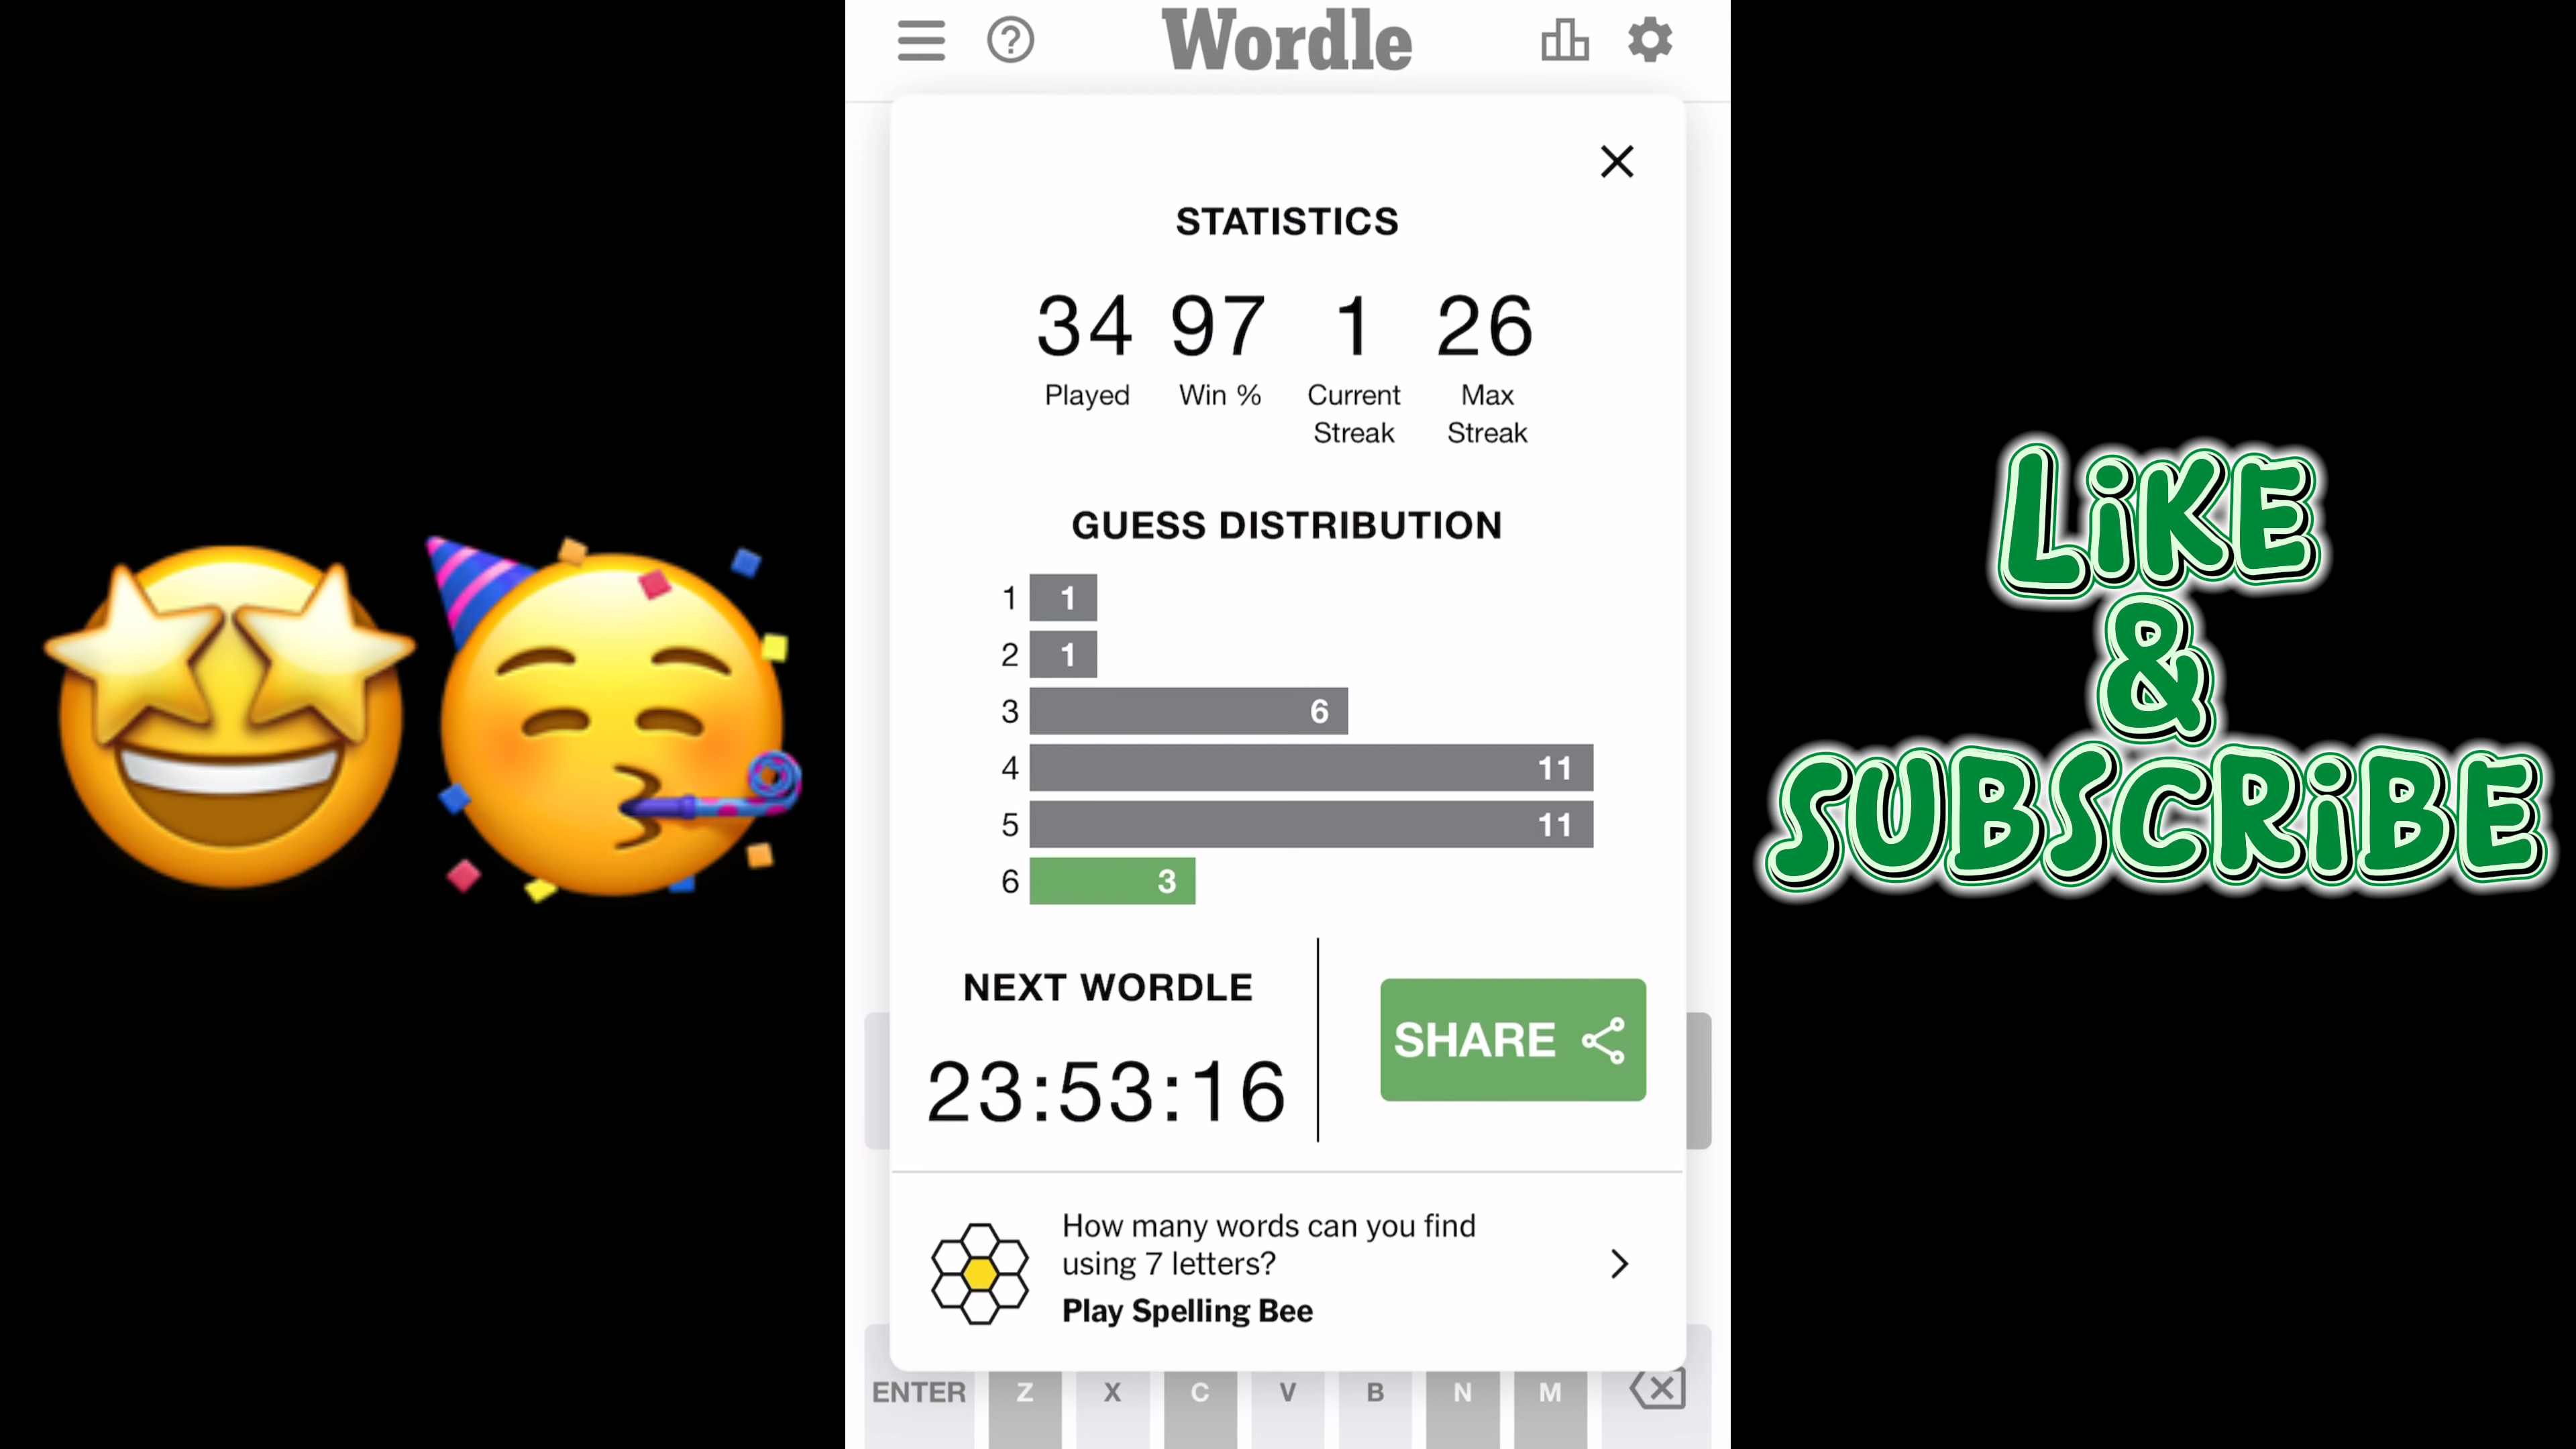 Wordle
STATISTICS
34 97 1 26
Played Win % Current Streak Max Streak
GUESS DISTRIBUTION
1 1
2 1
3 6
4 11
5 11
6 3
NEXT WORDLE
23:53:16
SHARE
How many words can you find
using 7 letters?
Play Spelling Bee
ENTER Z X C V B N M
LiKE
&
SUBSCRiBE